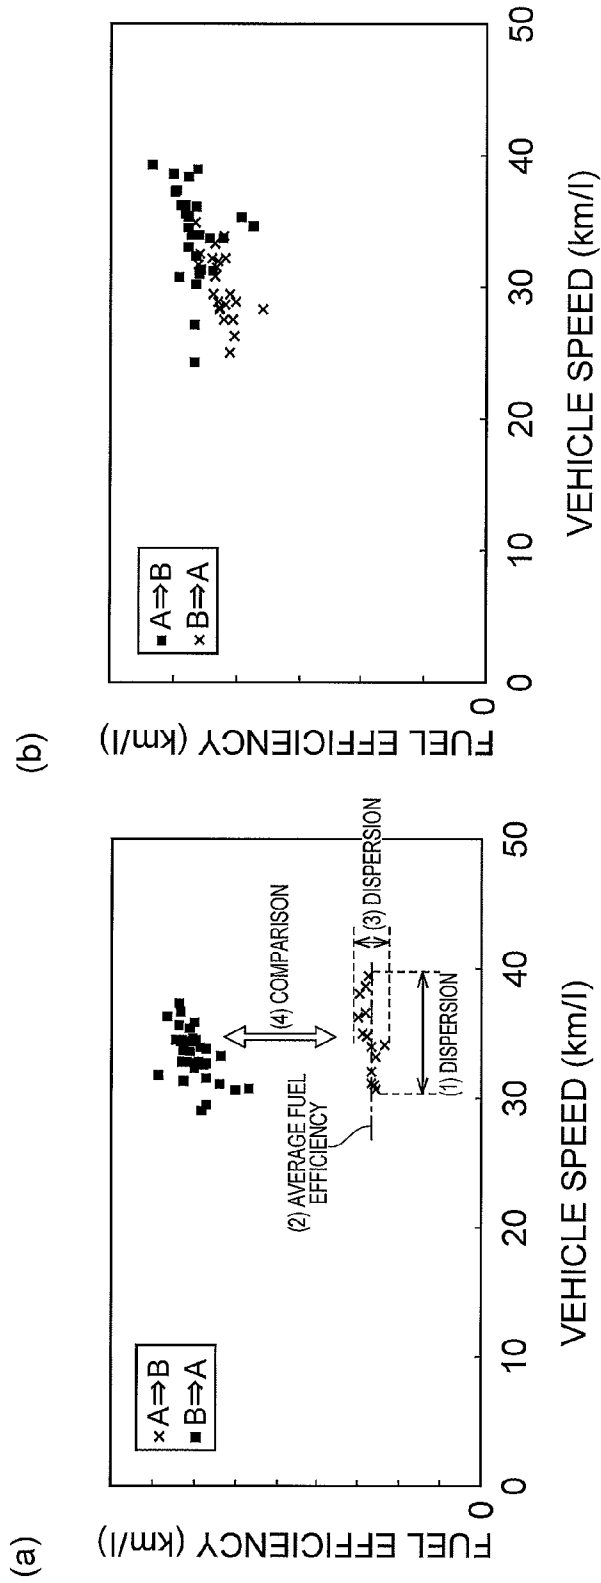 (a)
FUEL EFFICIENCY (km/l)
× A⇒B
■ B⇒A
(2) AVERAGE FUEL
EFFICIENCY
(4) COMPARISON
(1) DISPERSION
(3) DISPERSION
0
0 10 20 30 40 50
VEHICLE SPEED (km/l)
(b)
FUEL EFFICIENCY (km/l)
■ A⇒B
× B⇒A
0
0 10 20 30 40 50
VEHICLE SPEED (km/l)